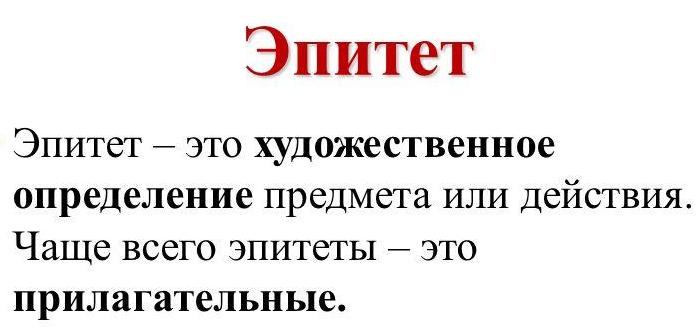 Эпитет
Эпитет – это художественное
определение предмета или действия.
Чаще всего эпитеты – это
прилагательные.